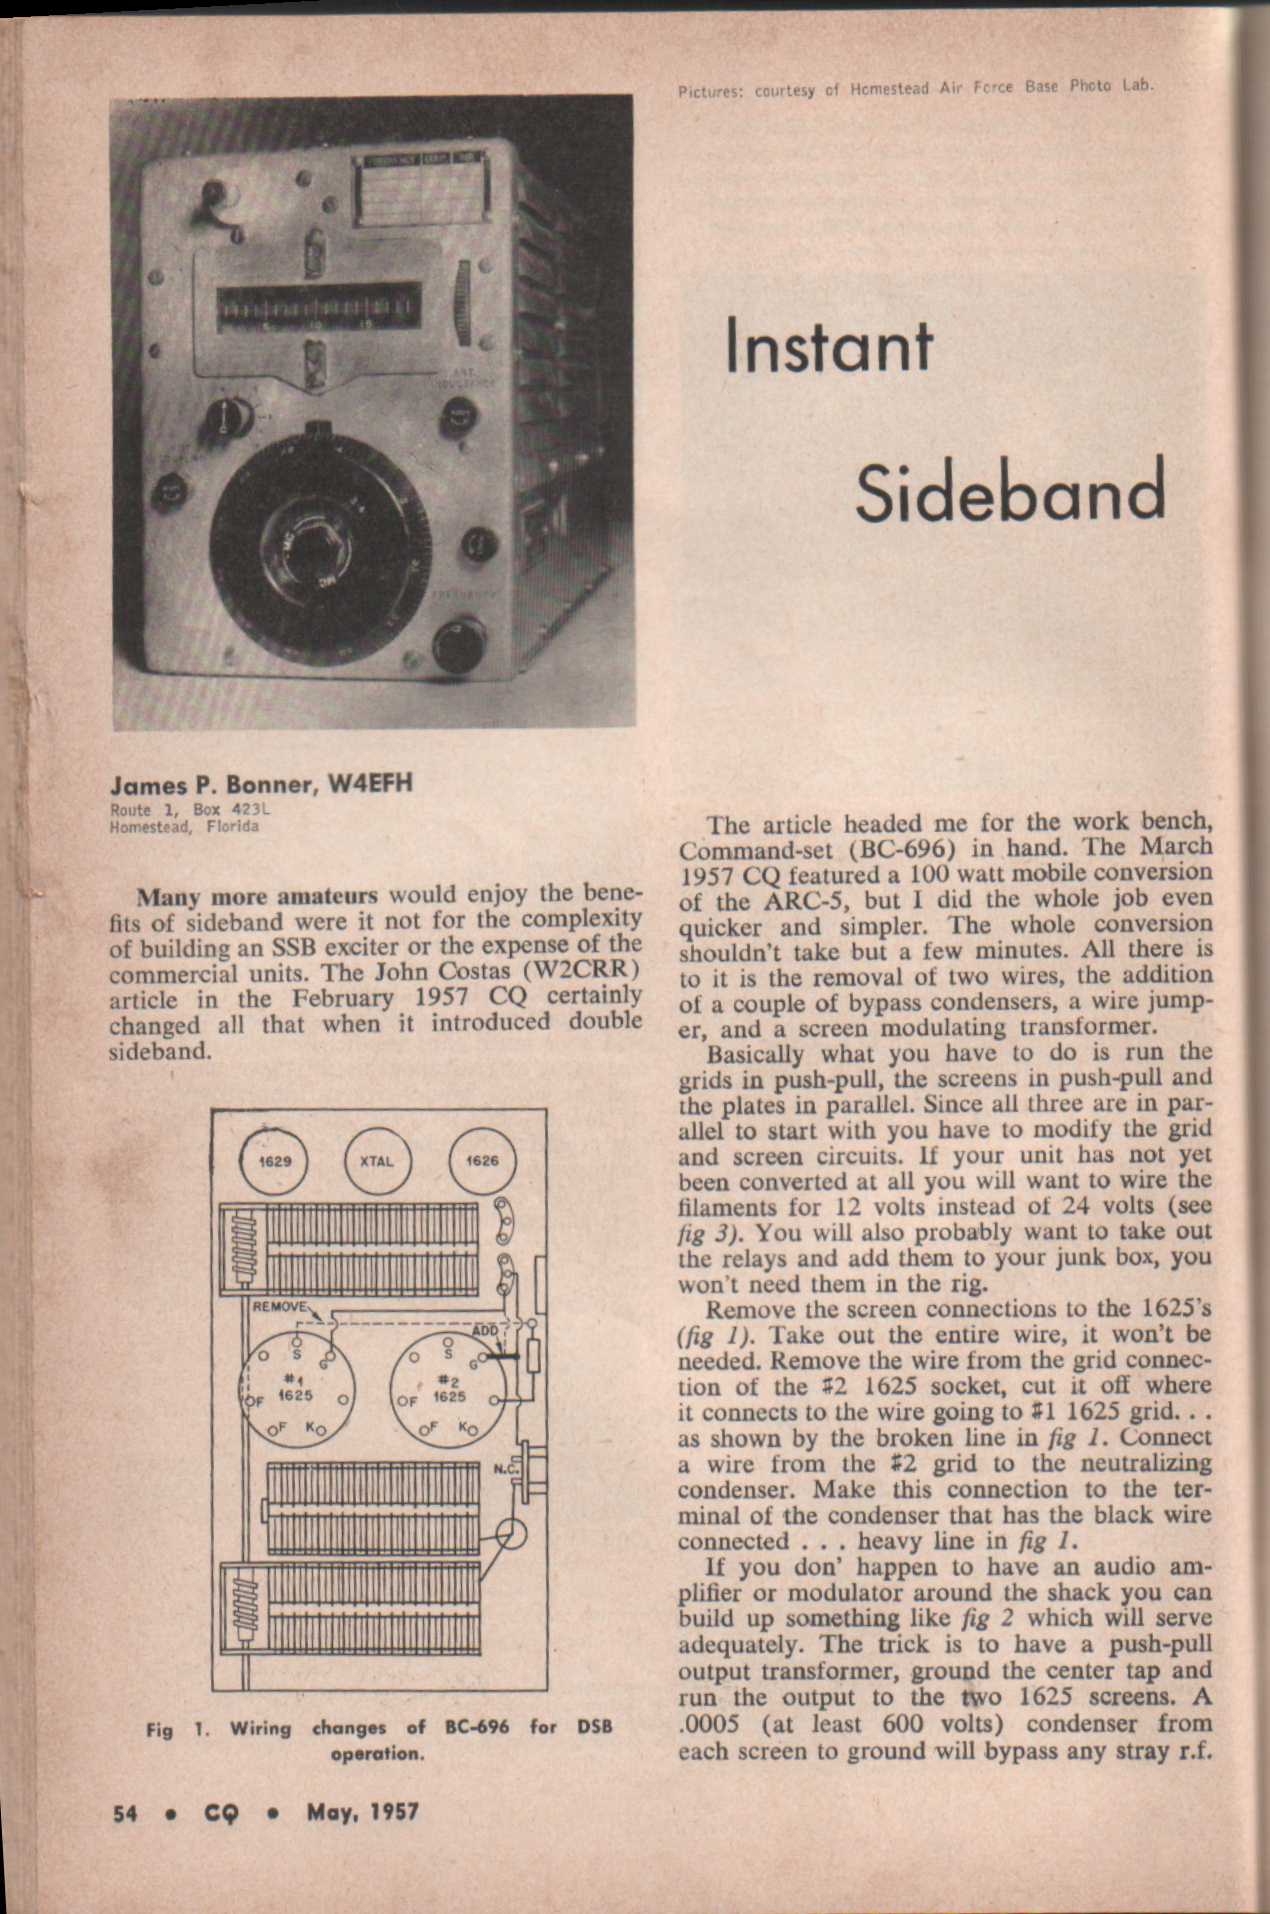 Pictures: courtesy of Homestead Air Force Base Photo Lab.
Instant
Sideband
James P. Bonner, W4EFH
Route 1, Box 423L
Homestead, Florida
Many more amateurs would enjoy the bene-
fits of sideband were it not for the complexity
of building an SSB exciter or the expense of the
commercial units. The John Costas (W2CRR)
article in the February 1957 CQ certainly
changed all that when it introduced double
sideband.
1629
XTAL
1626
REMOVE
ADD
S
G
#1
1625
F
F
K
S
G
#2
1625
F
F
K
N.C.
Fig 1. Wiring changes of BC-696 for DSB
operation.
The article headed me for the work bench,
Command-set (BC-696) in hand. The March
1957 CQ featured a 100 watt mobile conversion
of the ARC-5, but I did the whole job even
quicker and simpler. The whole conversion
shouldn't take but a few minutes. All there is
to it is the removal of two wires, the addition
of a couple of bypass condensers, a wire jump-
er, and a screen modulating transformer.
Basically what you have to do is run the
grids in push-pull, the screens in push-pull and
the plates in parallel. Since all three are in par-
allel to start with you have to modify the grid
and screen circuits. If your unit has not yet
been converted at all you will want to wire the
filaments for 12 volts instead of 24 volts (see
fig 3). You will also probably want to take out
the relays and add them to your junk box, you
won't need them in the rig.
Remove the screen connections to the 1625's
(fig 1). Take out the entire wire, it won't be
needed. Remove the wire from the grid connec-
tion of the #2 1625 socket, cut it off where
it connects to the wire going to #1 1625 grid. . .
as shown by the broken line in fig 1. Connect
a wire from the #2 grid to the neutralizing
condenser. Make this connection to the ter-
minal of the condenser that has the black wire
connected . . . heavy line in fig 1.
If you don' happen to have an audio am-
plifier or modulator around the shack you can
build up something like fig 2 which will serve
adequately. The trick is to have a push-pull
output transformer, ground the center tap and
run the output to the two 1625 screens. A
.0005 (at least 600 volts) condenser from
each screen to ground will bypass any stray r.f.
54 • CQ • May, 1957